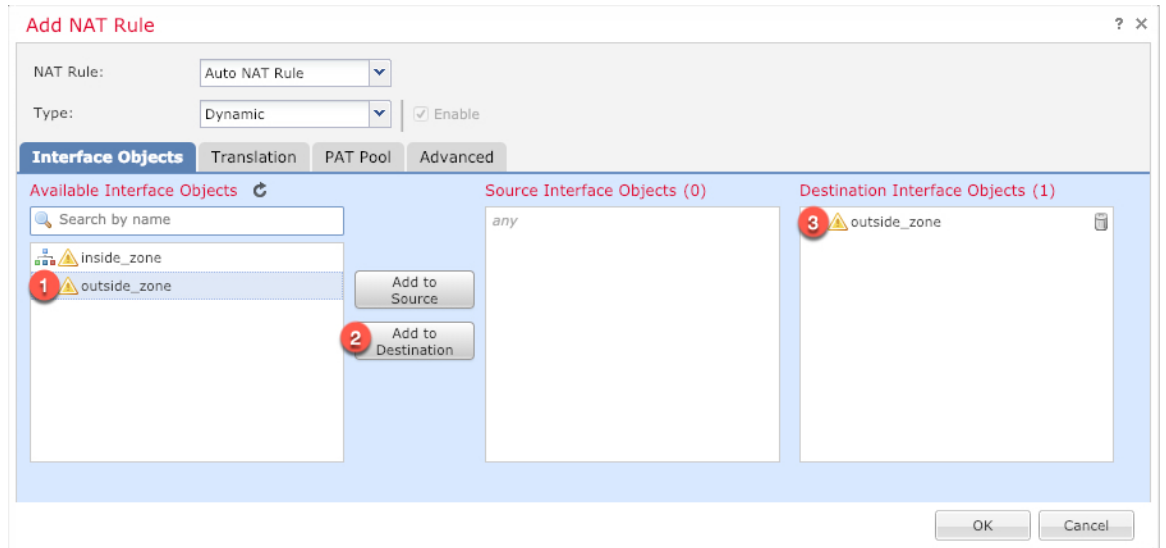 Add NAT Rule
? ×
NAT Rule:
Auto NAT Rule
Type:
Dynamic
Enable
Interface Objects
Translation
PAT Pool
Advanced
Available Interface Objects
Search by name
inside_zone
1
outside_zone
Add to
Source
2
Add to
Destination
Source Interface Objects (0)
any
Destination Interface Objects (1)
3
outside_zone
OK
Cancel